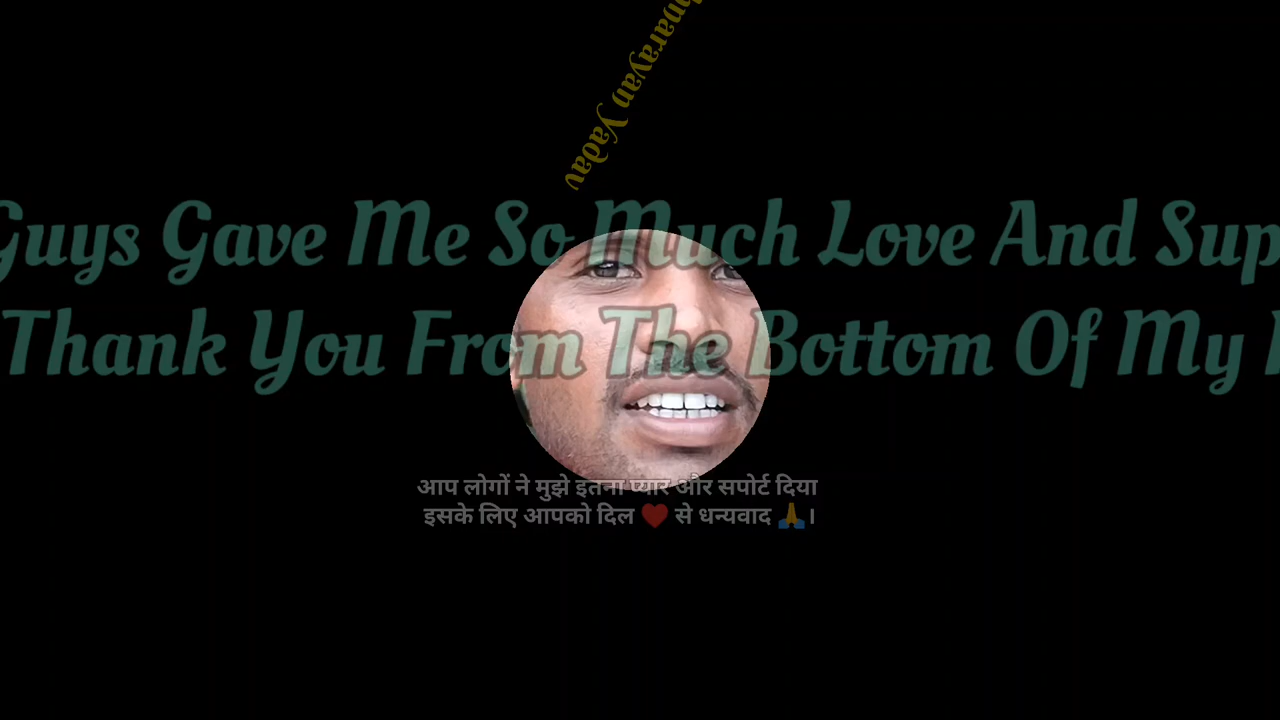 Yadav
Guys Gave Me So Much Love And
Thank You From The Bottom Of My
आप लोगों ने मुझे इतना प्यार और सपोर्ट दिया
इसके लिए आपको दिल ❤️ से धन्यवाद 🙏।